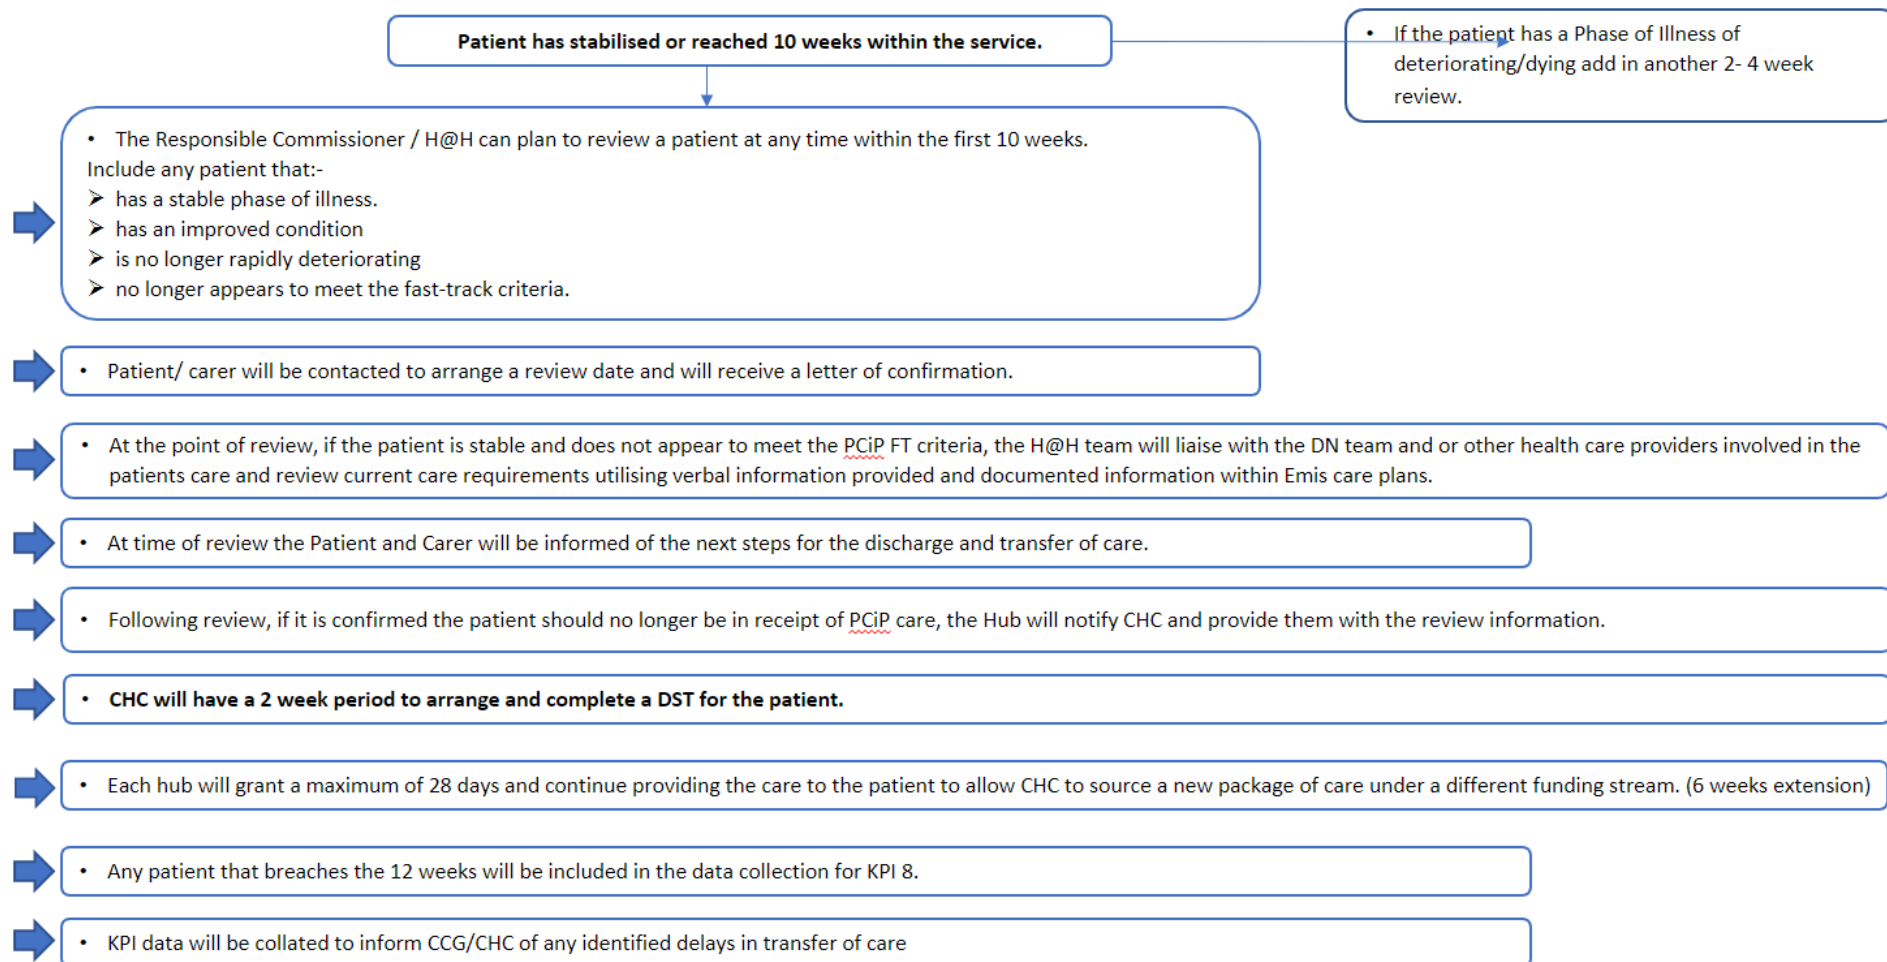 Patient has stabilised or reached 10 weeks within the service.
• If the patient has a Phase of Illness of
deteriorating/dying add in another 2- 4 week
review.
• The Responsible Commissioner / H@H can plan to review a patient at any time within the first 10 weeks.
Include any patient that:-
➤ has a stable phase of illness.
➤ has an improved condition
➤ is no longer rapidly deteriorating
➤ no longer appears to meet the fast-track criteria.
• Patient/ carer will be contacted to arrange a review date and will receive a letter of confirmation.
• At the point of review, if the patient is stable and does not appear to meet the PCiP FT criteria, the H@H team will liaise with the DN team and or other health care providers involved in the
patients care and review current care requirements utilising verbal information provided and documented information within Emis care plans.
• At time of review the Patient and Carer will be informed of the next steps for the discharge and transfer of care.
• Following review, if it is confirmed the patient should no longer be in receipt of PCiP care, the Hub will notify CHC and provide them with the review information.
• CHC will have a 2 week period to arrange and complete a DST for the patient.
• Each hub will grant a maximum of 28 days and continue providing the care to the patient to allow CHC to source a new package of care under a different funding stream. (6 weeks extension)
• Any patient that breaches the 12 weeks will be included in the data collection for KPI 8.
• KPI data will be collated to inform CCG/CHC of any identified delays in transfer of care